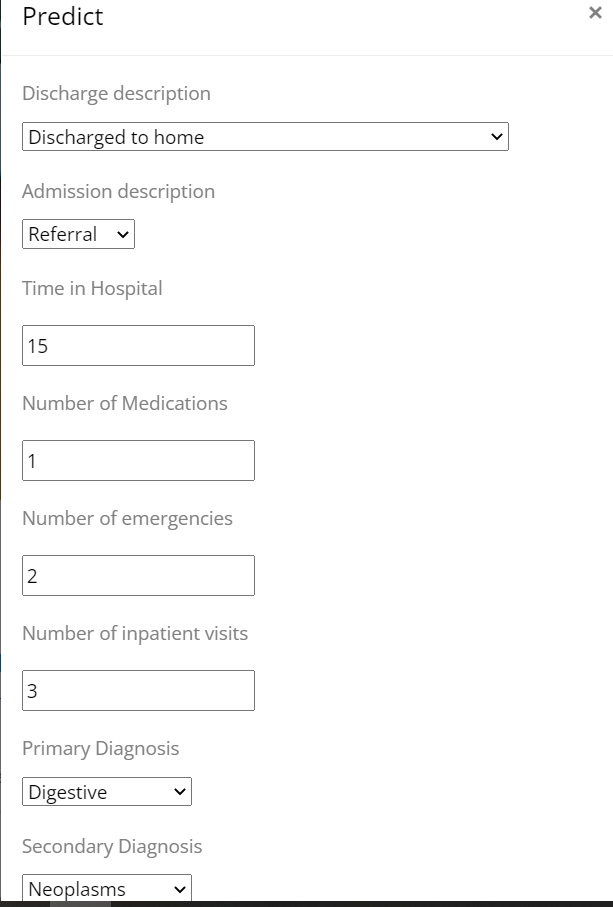 Predict ×
Discharge description
Discharged to home
Admission description
Referral
Time in Hospital
15
Number of Medications
1
Number of emergencies
2
Number of inpatient visits
3
Primary Diagnosis
Digestive
Secondary Diagnosis
Neoplasms